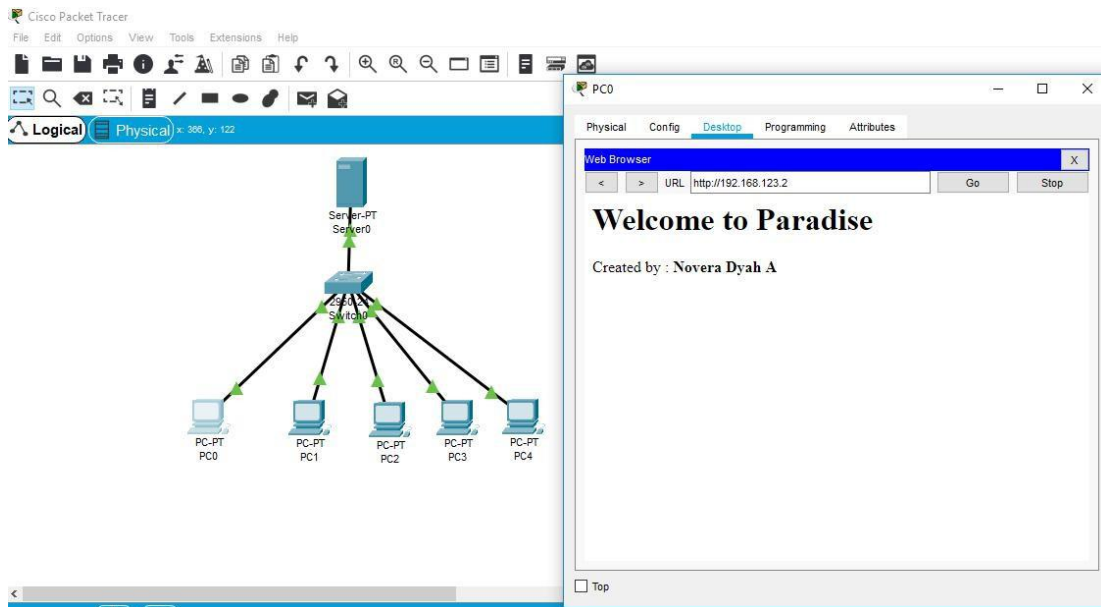 Cisco Packet Tracer
File Edit Options View Tools Extensions Help
Logical Physical x: 366, y: 122
Server-PT
Server0
2950-24
Switch0
PC-PT
PC0
PC-PT
PC1
PC-PT
PC2
PC-PT
PC3
PC-PT
PC4
PC0
Physical Config Desktop Programming Attributes
Web Browser X
< > URL http://192.168.123.2 Go Stop
Welcome to Paradise
Created by : Novera Dyah A
Top